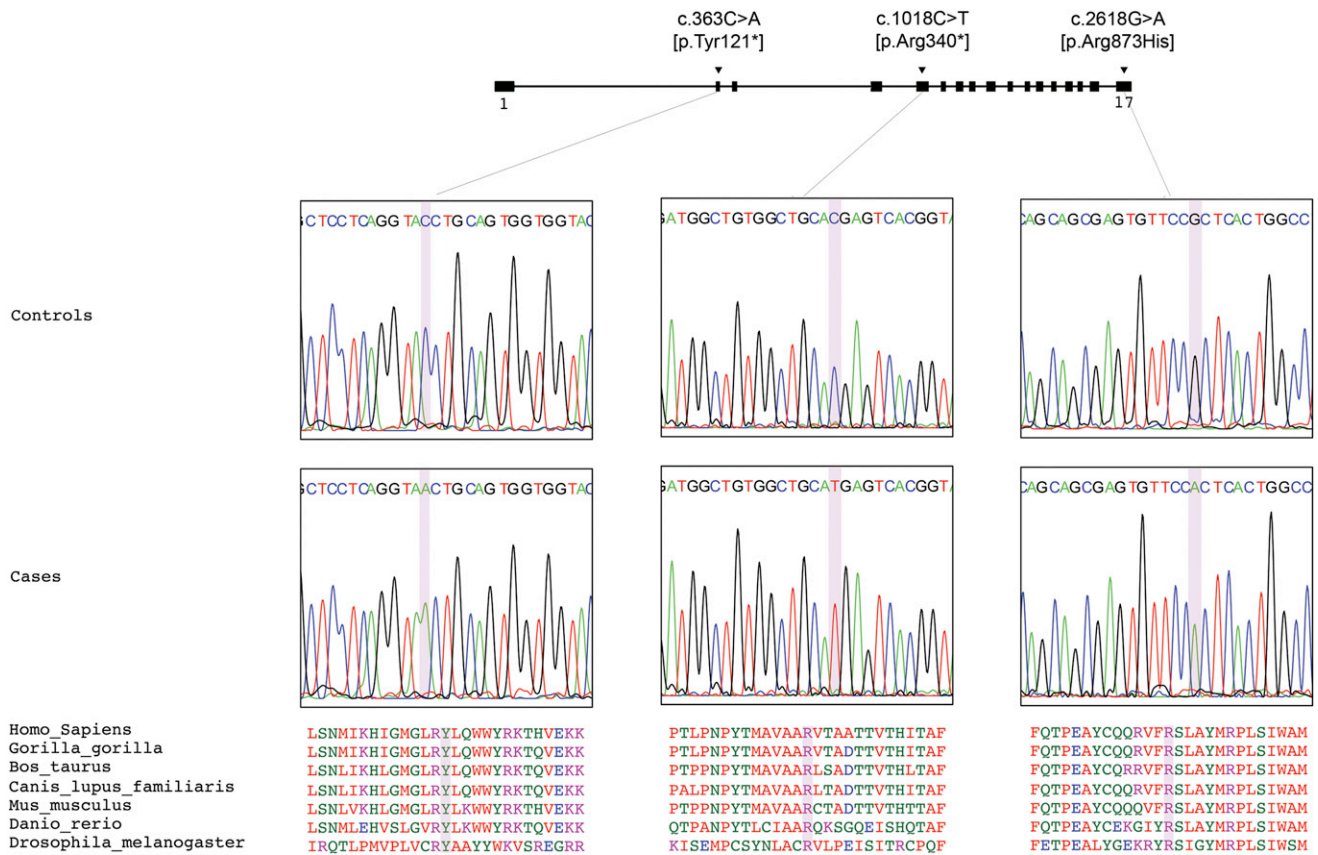 c.363C>A c.1018C>T c.2618G>A
[p.Tyr121*] [p.Arg340*] [p.Arg873His]
1 17
GCTCCTCAGGTACCTGCAGTGGTGGTAC GATGGCTGTGGCTGCACGAGTCACGGTA CAGCAGCGAGTGTTCCGCTCACTGGCC
Controls
GCTCCTCAGGTAACTGCAGTGGTGGTAC GATGGCTGTGGCTGCATGAGTCACGGTA CAGCAGCGAGTGTTCCACTCACTGGCC
Cases
Homo_Sapiens LSNMIKHIGMGLRYLQWWYRKTHVEKK PTLPNPYTMAVAARVTAATTVTHITAF FQTPEAYCQQRVFRSLAYMRPLSIWAM
Gorilla_gorilla LSNMIKHIGMGLRYLQWWYRKTQVEKK PTLPNPYTMAVAARVTADTTVTHITAF FQTPEAYCQQRVFRSLAYMRPLSIWAM
Bos_taurus LSNLIKHLGMGLRYLQWWYRKTQVEKK PTPPNPYTMAVAARLSADTTVTHLTAF FQTPEAYCQRRVFRSLAYMRPLSIWAM
Canis_lupus_familiaris LSNMIKHIGMGLRYLQWWYRKTQVEKK PALPNPYTMAVAARLTADTTVTHITAF FQTPEAYCQQRVFRSLAYMRPLSIWAM
Mus_musculus LSNLVKHLGMGLRYLKWWYRKTHVEKK PTPPNPYTMAVAARCTADTTVTHTTAF FQTPEAYCQQQVFRSLAYMRPLSIWAM
Danio_rerio LSNMLEHVSLGVRYLKWWYRKTQVEKK QTPANPYTLCIAARQKSGQEISHQTAF FQTPEAYCEKGIYRSLAYMRPLSIWAM
Drosophila_melanogaster IRQTLPMVPLVCRYAAYYWKVSREGRR KISEMPCSYNLACRVLPEISITRCPQF FETPEALYGEKRYRSIGYMRPLSIWSM